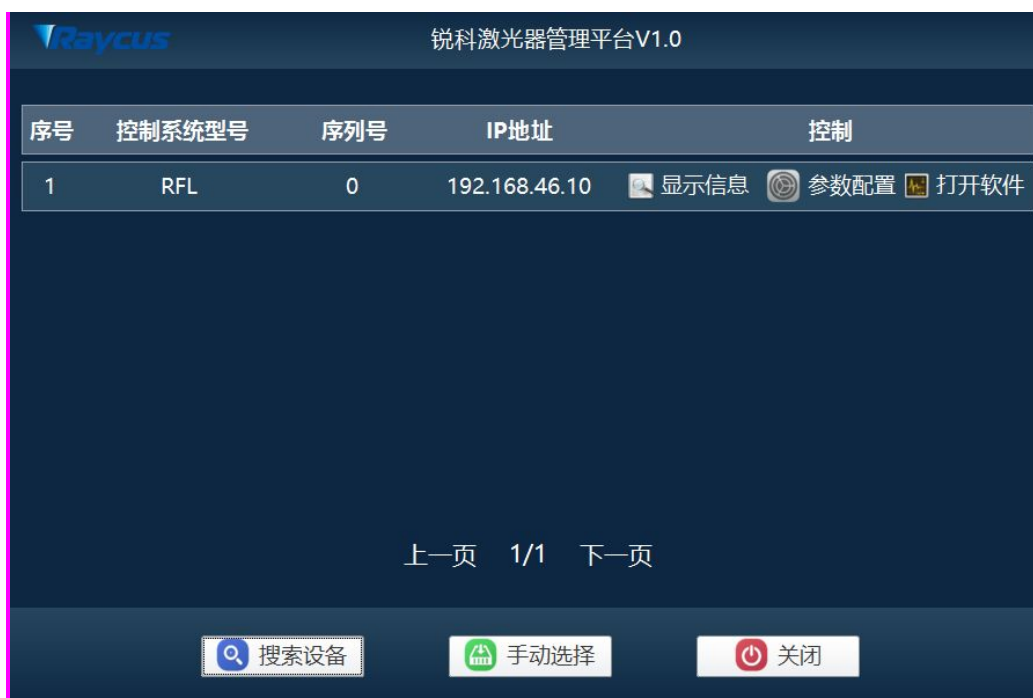 Raycus 锐科激光器管理平台V1.0
序号 控制系统型号 序列号 IP地址 控制
1 RFL 0 192.168.46.10 显示信息 参数配置 打开软件
上一页 1/1 下一页
搜索设备 手动选择 关闭